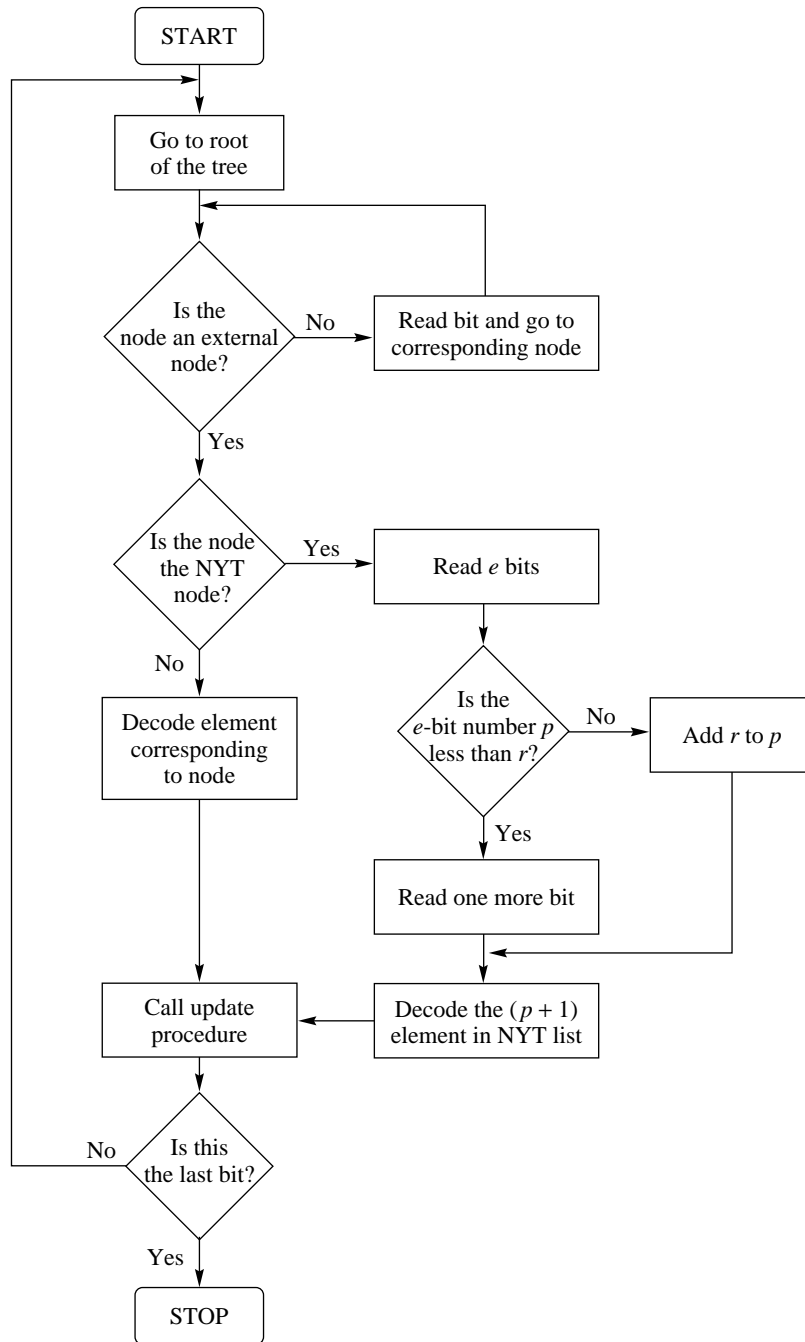 START
Go to root
of the tree
Is the
node an external
node?
No
Read bit and go to
corresponding node
Yes
Is the node
the NYT
node?
Yes
Read e bits
No
Is the
e-bit number p
less than r?
No
Add r to p
Decode element
corresponding
to node
Yes
Read one more bit
Call update
procedure
Decode the (p + 1)
element in NYT list
No
Is this
the last bit?
Yes
STOP